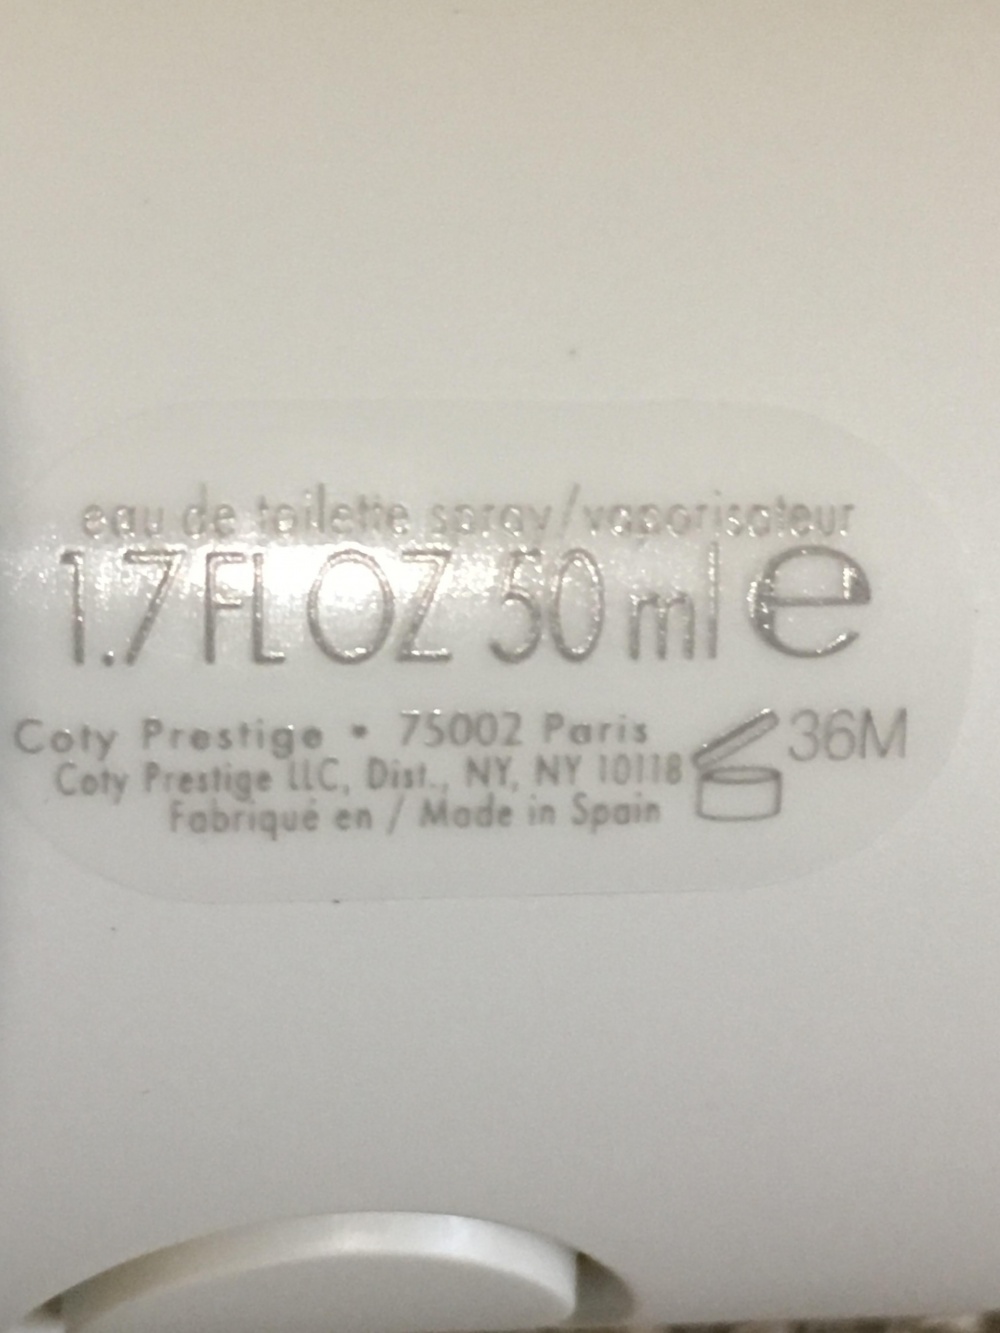 eau de toilette spray/vaporisateur
1.7 FL OZ 50 ml e
Coty Prestige • 75002 Paris
36M
Coty Prestige LLC, Dist., NY, NY 10118
Fabriqué en / Made in Spain